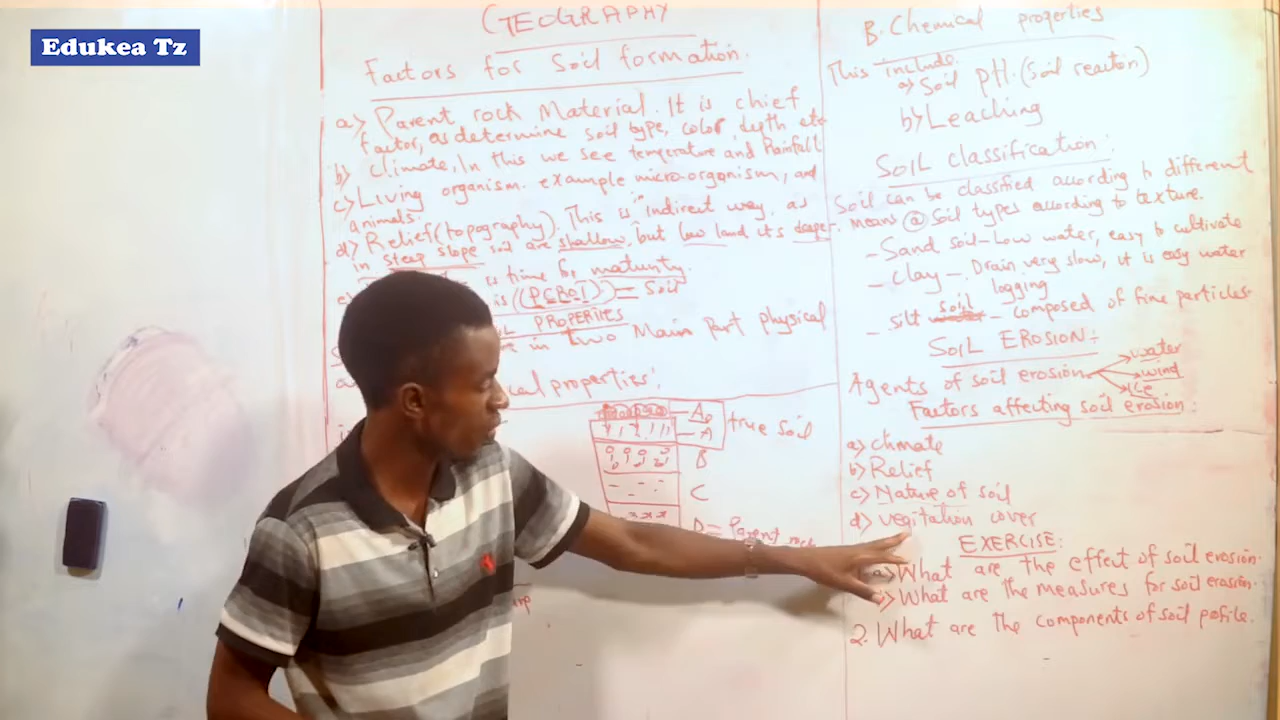 Edukea Tz
GEOGRAPHY
Factors for Soil formation.
a) Parent rock Material. It is chief
factor, as determine soil type, color, depth etc
b) Climate, In this we see temperature and Rainfall
c) Living organism. example micro-organism, and
animals.
d) Relief (topography). This is "indirect way, as
in steep slope soil are shallow, but low land it's deeper.
e) is time for maturity.
is (PCROT) = Soil
PROPERTIES
in two Main part physical
properties.
A0
A
true soil
B
C
D = Parent rock
B. Chemical properties
This include.
a) Soil pH. (soil reaction)
b) Leaching
SOIL classification.
Soil can be classified according to different
means @ Soil types according to texture.
- Sand soil - Low water, easy to cultivate
- Clay - Drain very slow, it is easy water
logging
- Silt soil - composed of fine particles.
SOIL EROSION:
Agents of soil erosion
water
wind
ice
Factors affecting soil erosion:
a) climate
b) Relief
c) Nature of soil
d) vegitation cover
EXERCISE:
a) What are the effect of soil erosion.
What are the measures for soil erosion.
2. What are the components of soil pofile.